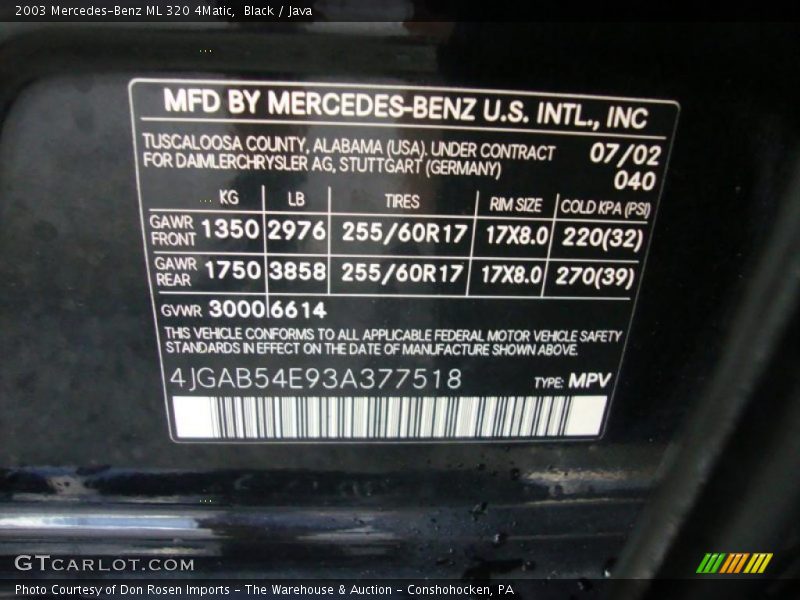 2003 Mercedes-Benz ML 320 4Matic, Black / Java
MFD BY MERCEDES-BENZ U.S. INTL., INC
TUSCALOOSA COUNTY, ALABAMA (USA). UNDER CONTRACT 07/02
FOR DAIMLERCHRYSLER AG, STUTTGART (GERMANY)
040
KG LB TIRES RIM SIZE COLD KPA (PSI)
GAWR FRONT 1350 2976 255/60R17 17X8.0 220(32)
GAWR REAR 1750 3858 255/60R17 17X8.0 270(39)
GVWR 3000 6614
THIS VEHICLE CONFORMS TO ALL APPLICABLE FEDERAL MOTOR VEHICLE SAFETY
STANDARDS IN EFFECT ON THE DATE OF MANUFACTURE SHOWN ABOVE.
4JGAB54E93A377518 TYPE: MPV
GTCARLOT.COM
Photo Courtesy of Don Rosen Imports - The Warehouse & Auction - Conshohocken, PA